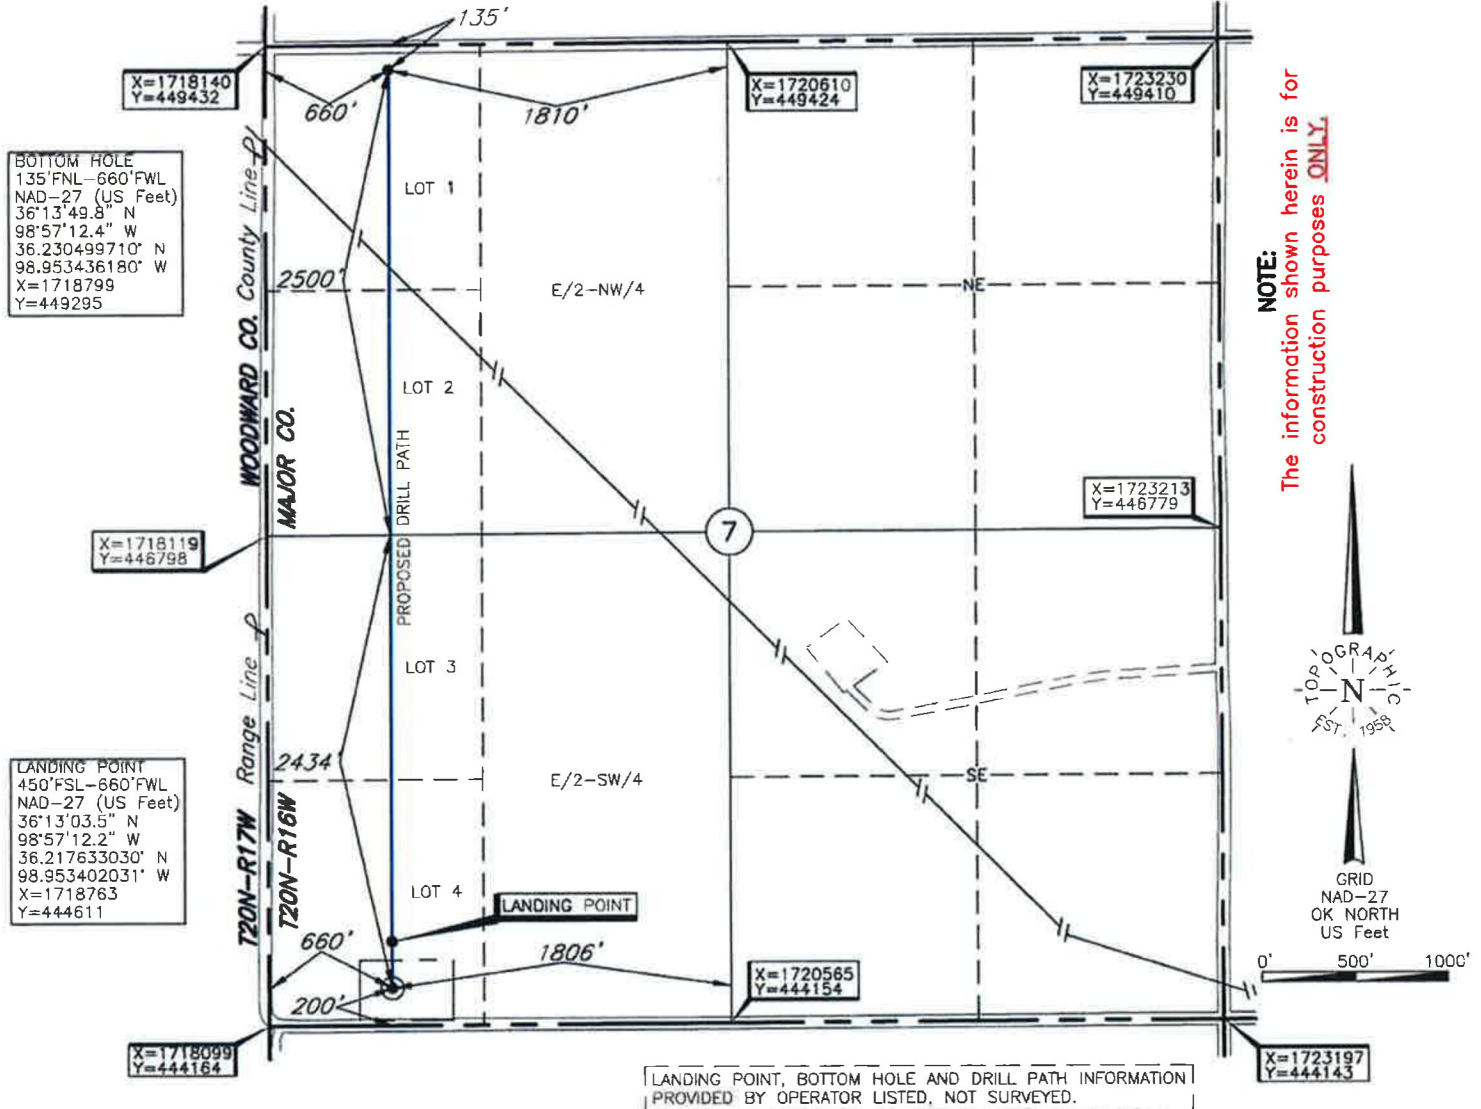 135'
X=1718140
Y=449432
660'
1810'
X=1720610
Y=449424
X=1723230
Y=449410
NOTE:
The information shown herein is for
construction purposes ONLY.
BOTTOM HOLE
135'FNL-660'FWL
NAD-27 (US Feet)
36°13'49.8" N
98°57'12.4" W
36.230499710° N
98.953436180° W
X=1718799
Y=449295
WOODWARD CO. County Line
MAJOR CO.
LOT 1
2500'
E/2-NW/4
NE
LOT 2
PROPOSED DRILL PATH
X=1723213
Y=446779
7
X=1718119
Y=446798
LOT 3
TOPOGRAPHIC
N
EST. 1958
T20N-R17W Range Line
T20N-R16W
2434'
E/2-SW/4
SE
LANDING POINT
450'FSL-660'FWL
NAD-27 (US Feet)
36°13'03.5" N
98°57'12.2" W
36.217633030° N
98.953402031° W
X=1718763
Y=444611
LOT 4
LANDING POINT
GRID
NAD-27
OK NORTH
US Feet
0' 500' 1000'
660'
1806'
200'
X=1720565
Y=444154
X=1718099
Y=444164
X=1723197
Y=444143
LANDING POINT, BOTTOM HOLE AND DRILL PATH INFORMATION
PROVIDED BY OPERATOR LISTED, NOT SURVEYED.